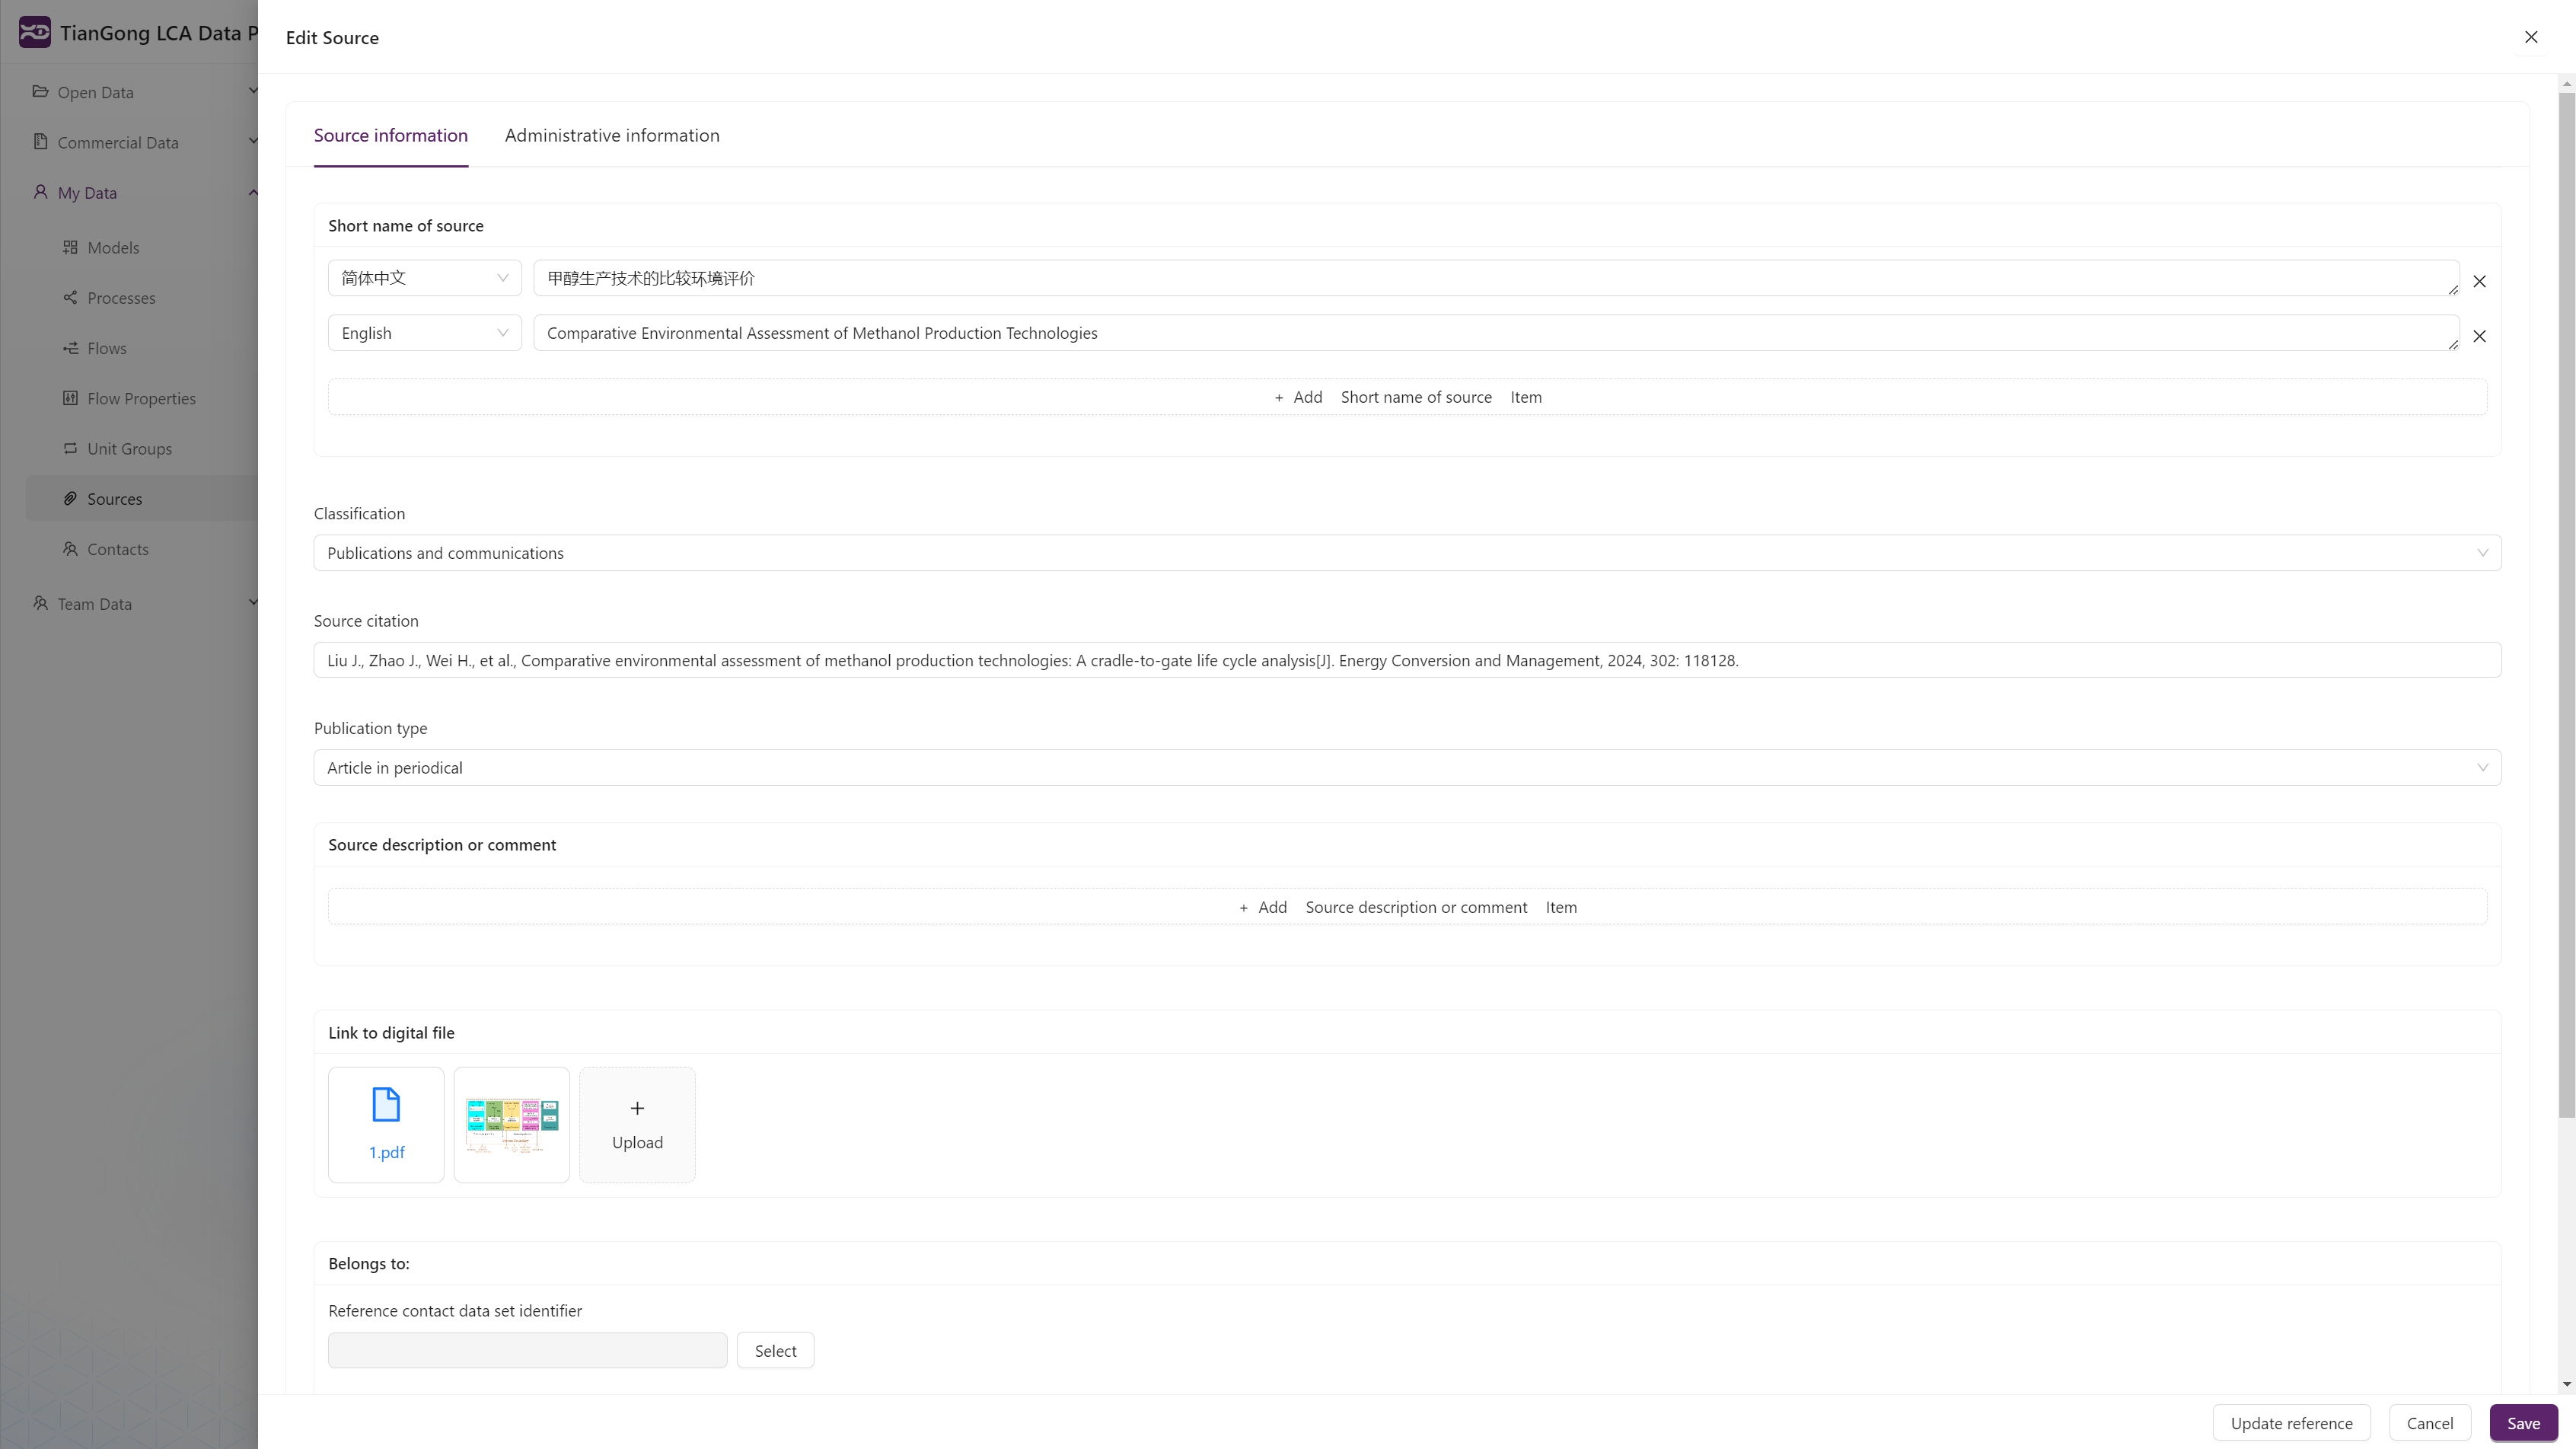 TianGong LCA Data P
Edit Source
Open Data
Commercial Data
My Data
Models
Processes
Flows
Flow Properties
Unit Groups
Sources
Contacts
Team Data
Source information
Administrative information
Short name of source
简体中文
甲醇生产技术的比较环境评价
English
Comparative Environmental Assessment of Methanol Production Technologies
+ Add Short name of source Item
Classification
Publications and communications
Source citation
Liu J., Zhao J., Wei H., et al., Comparative environmental assessment of methanol production technologies: A cradle-to-gate life cycle analysis[J]. Energy Conversion and Management, 2024, 302: 118128.
Publication type
Article in periodical
Source description or comment
+ Add Source description or comment Item
Link to digital file
1.pdf
Upload
Belongs to:
Reference contact data set identifier
Select
Update reference
Cancel
Save